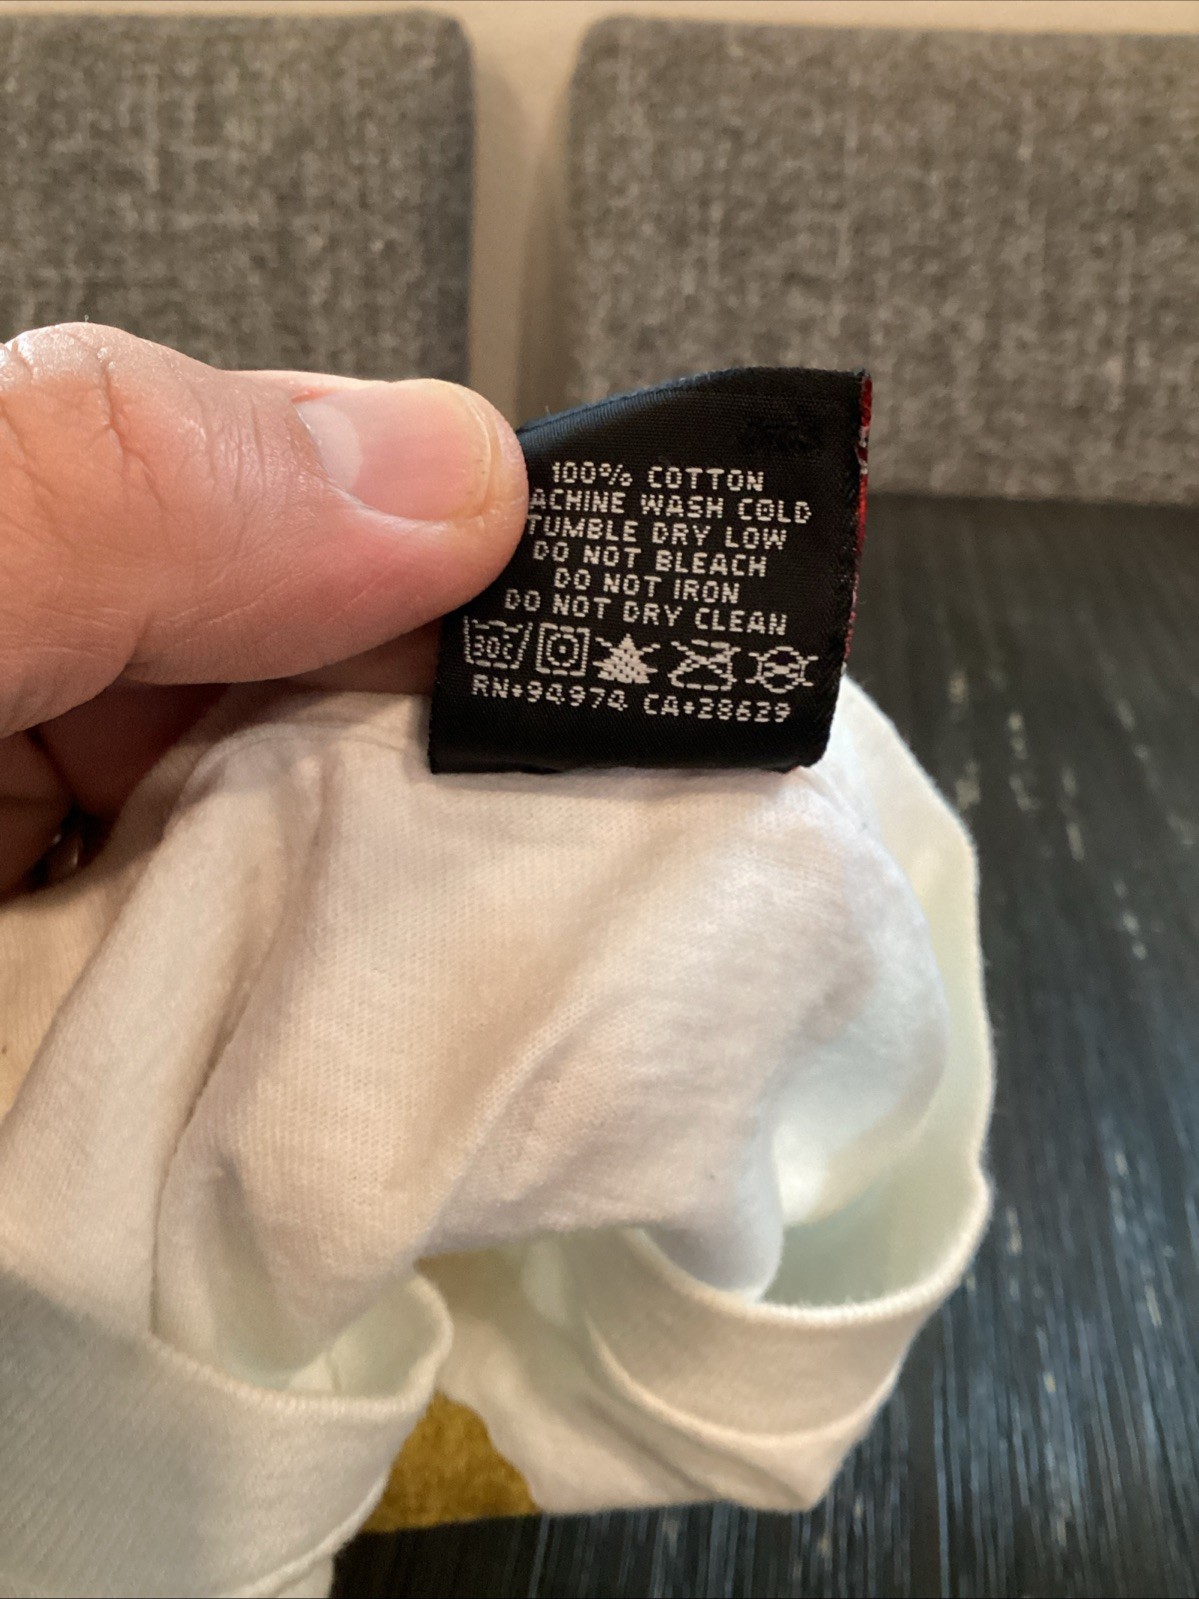 100% COTTON
ACHINE WASH COLD
TUMBLE DRY LOW
DO NOT BLEACH
DO NOT IRON
DO NOT DRY CLEAN
30C
RN•94974 CA•28629